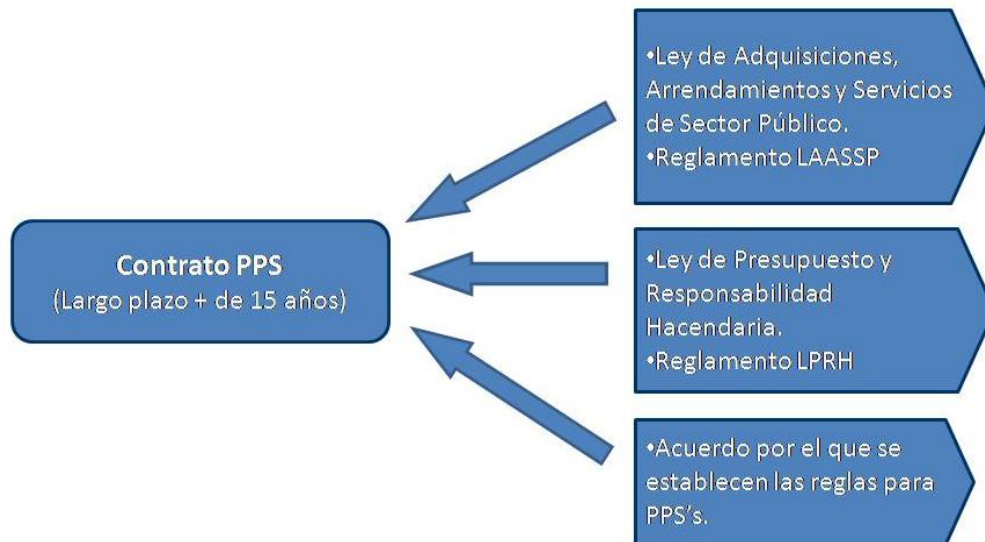 •Ley de Adquisiciones,
Arrendamientos y Servicios
de Sector Público.
•Reglamento LAASSP
Contrato PPS
(Largo plazo + de 15 años)
•Ley de Presupuesto y
Responsabilidad
Hacendaria.
•Reglamento LPRH
•Acuerdo por el que se
establecen las reglas para
PPS's.